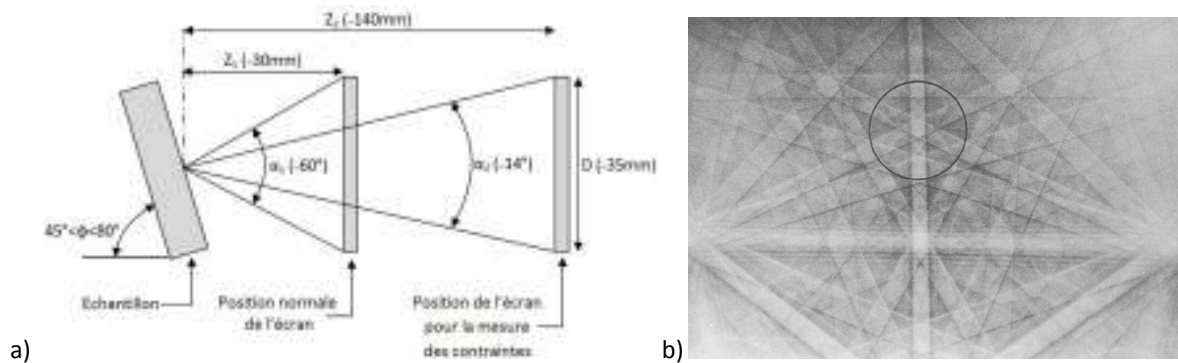 Z₂ (~140mm)
Z₁ (~30mm)
α₁ (~60°)
α₂ (~14°)
D (~35mm)
45°<ϕ<80°
Echantillon
Position normale
de l'écran
Position de l'écran
pour la mesure
des contraintes
a)
b)